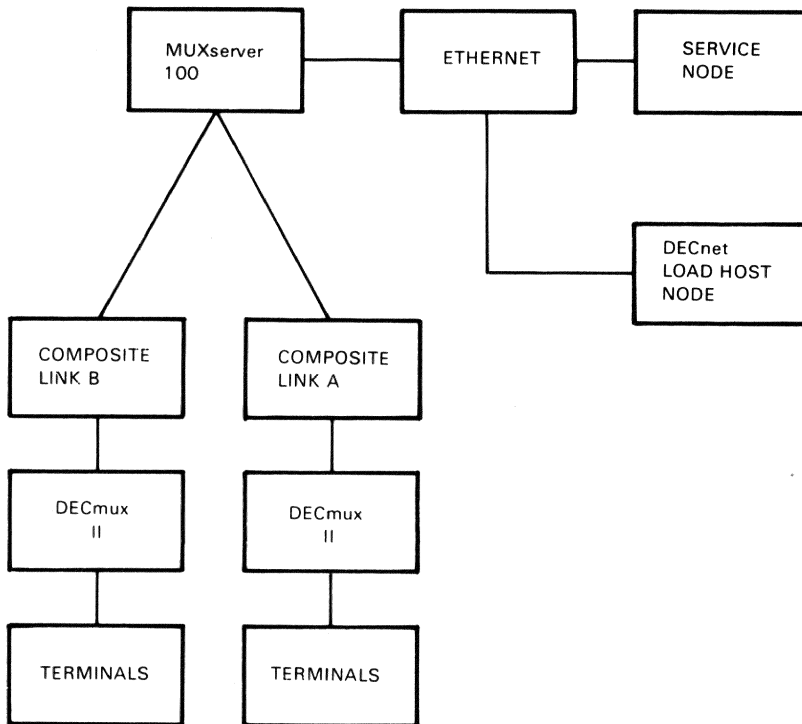 MUXserver
100
ETHERNET
SERVICE
NODE
DECnet
LOAD HOST
NODE
COMPOSITE
LINK B
COMPOSITE
LINK A
DECmux
II
DECmux
II
TERMINALS
TERMINALS